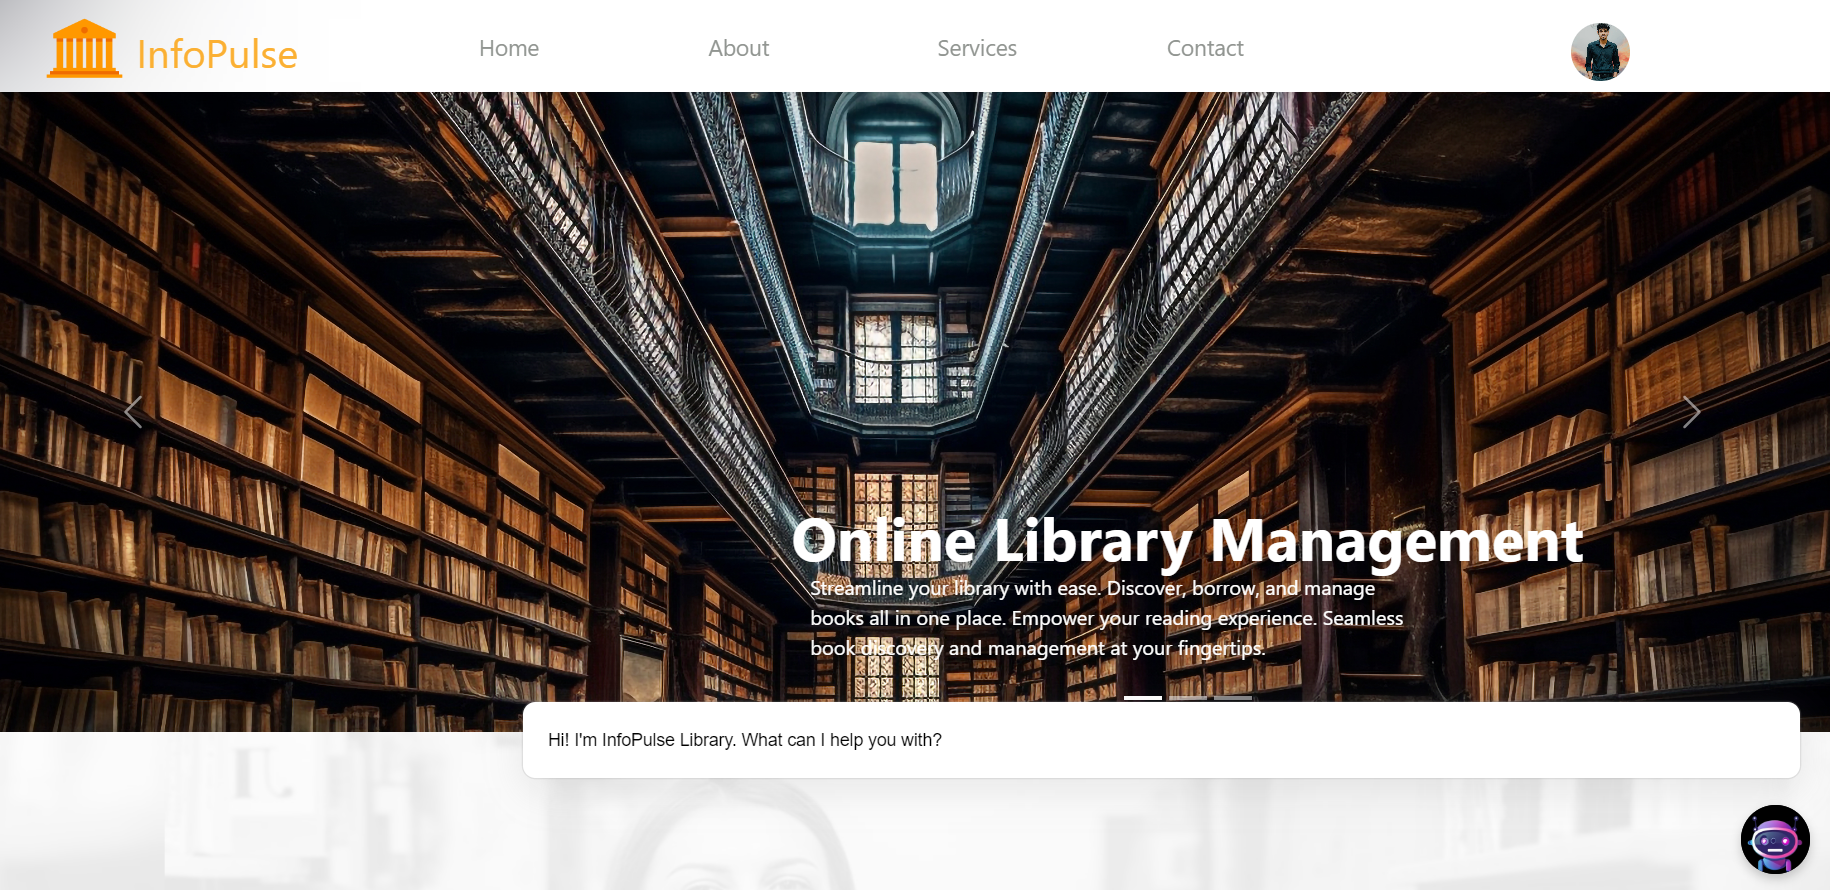 InfoPulse
Home
About
Services
Contact
Online Library Management
Streamline your library with ease. Discover, borrow, and manage
books all in one place. Empower your reading experience. Seamless
book discovery and management at your fingertips.
Hi! I'm InfoPulse Library. What can I help you with?